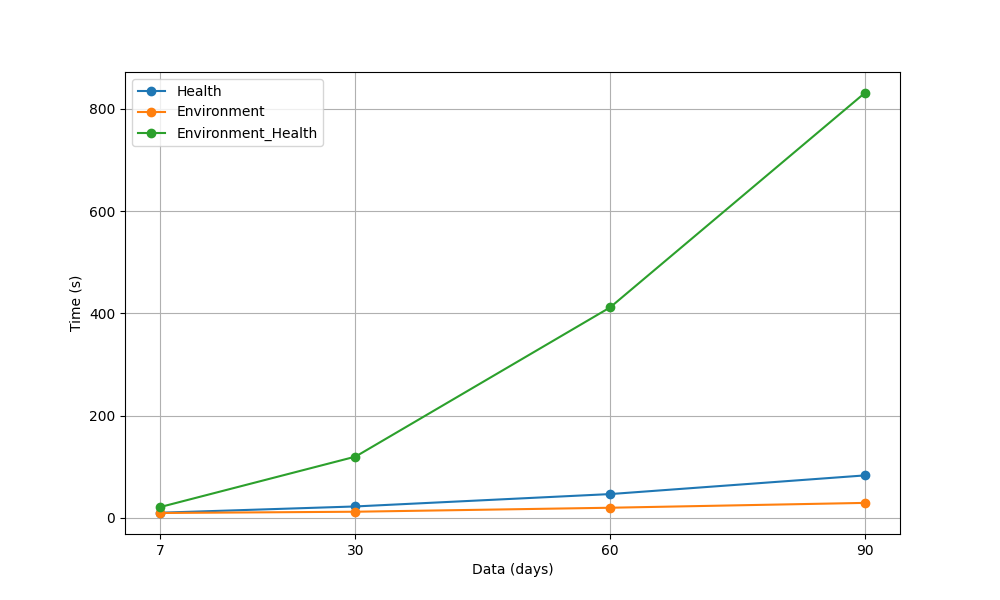 Health
Environment
Environment_Health
800
600
400
200
0
Time (s)
7 30 60 90
Data (days)